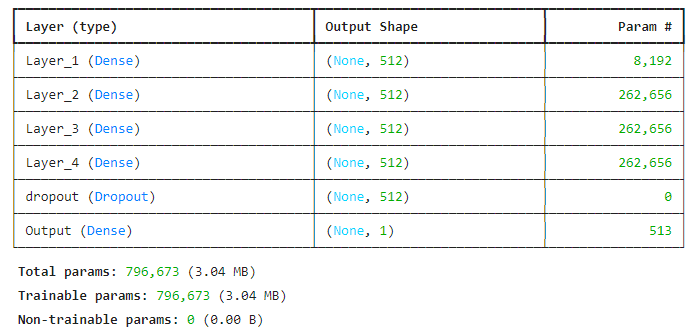 Layer (type) Output Shape Param #
Layer_1 (Dense) (None, 512) 8,192
Layer_2 (Dense) (None, 512) 262,656
Layer_3 (Dense) (None, 512) 262,656
Layer_4 (Dense) (None, 512) 262,656
dropout (Dropout) (None, 512) 0
Output (Dense) (None, 1) 513
Total params: 796,673 (3.04 MB)
Trainable params: 796,673 (3.04 MB)
Non-trainable params: 0 (0.00 B)